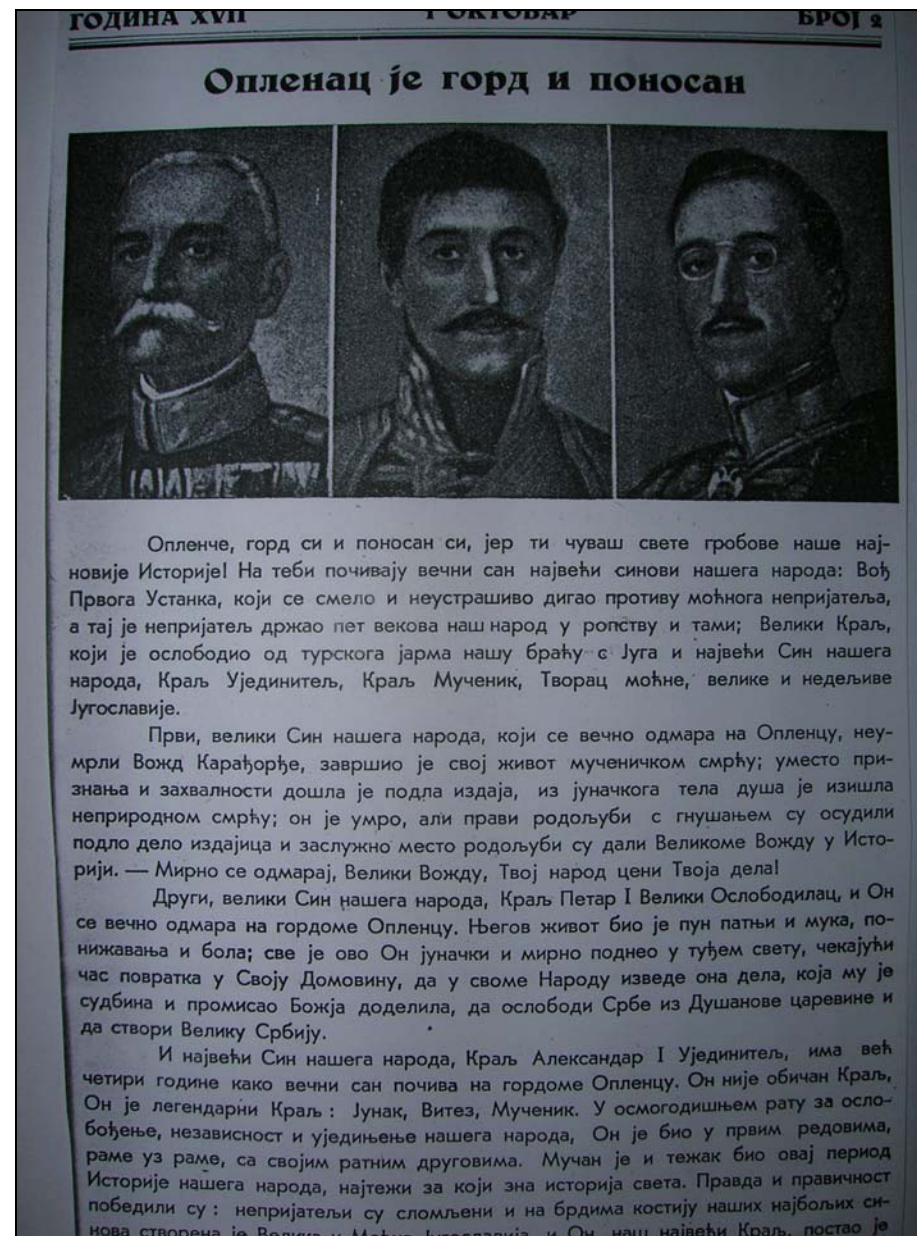 ГОДИНА XVII 1 ОКТОБАР БРОЈ 2
Опленац је горд и поносан
Опленче, горд си и поносан си, јер ти чуваш свете гробове наше нај-
новије Историје! На теби почивају вечни сан највећи синови нашега народа: Вођ
Првога Устанка, који се смело и неустрашиво дигао противу моћнога непријатеља,
а тај је непријатељ држао пет векова наш народ у ропству и тами; Велики Краљ,
који је ослободио од турскога јарма нашу браћу с Југа и највећи Син нашега
народа, Краљ Ујединитељ, Краљ Мученик, Творац моћне, велике и недељиве
Југославије.
Први, велики Син нашега народа, који се вечно одмара на Опленцу, неу-
мрли Вожд Карађорђе, завршио је свој живот мученичком смрћу; уместо при-
знања и захвалности дошла је подла издаја, из јуначкога тела душа је изишла
неприродном смрћу; он је умро, али прави родољуби с гнушањем су осудили
подло дело издајица и заслужно место родољуби су дали Великоме Вожду у Исто-
рији. — Мирно се одмарај, Велики Вожду, Твој народ цени Твоја дела!
Други, велики Син нашега народа, Краљ Петар I Велики Ослободилац, и Он
се вечно одмара на гордоме Опленцу. Његов живот био је пун патњи и мука, по-
нижавања и бола; све је ово Он јуначки и мирно поднео у туђем свету, чекајући
час повратка у Своју Домовину, да у своме Народу изведе она дела, која му је
судбина и промисао Божја доделила, да ослободи Србе из Душанове царевине и
да створи Велику Србију.
И највећи Син нашега народа, Краљ Александар I Ујединитељ, има већ
четири године како вечни сан почива на гордоме Опленцу. Он није обичан Краљ,
Он је легендарни Краљ : Јунак, Витез, Мученик. У осмогодишњем рату за осло-
бођење, независност и уједињење нашега народа, Он је био у првим редовима,
раме уз раме, са својим ратним друговима. Мучан је и тежак био овај период
Историје нашега народа, најтежи за који зна историја света. Правда и правичност
победили су : непријатељи су сломљени и на брдима костију наших најбољих си-
нова створена је Велика и Моћна Југославија, и Он, наш највећи Краљ, постао је